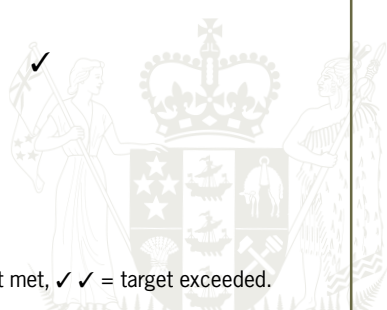 ✓
t met, ✓ ✓ = target exceeded.